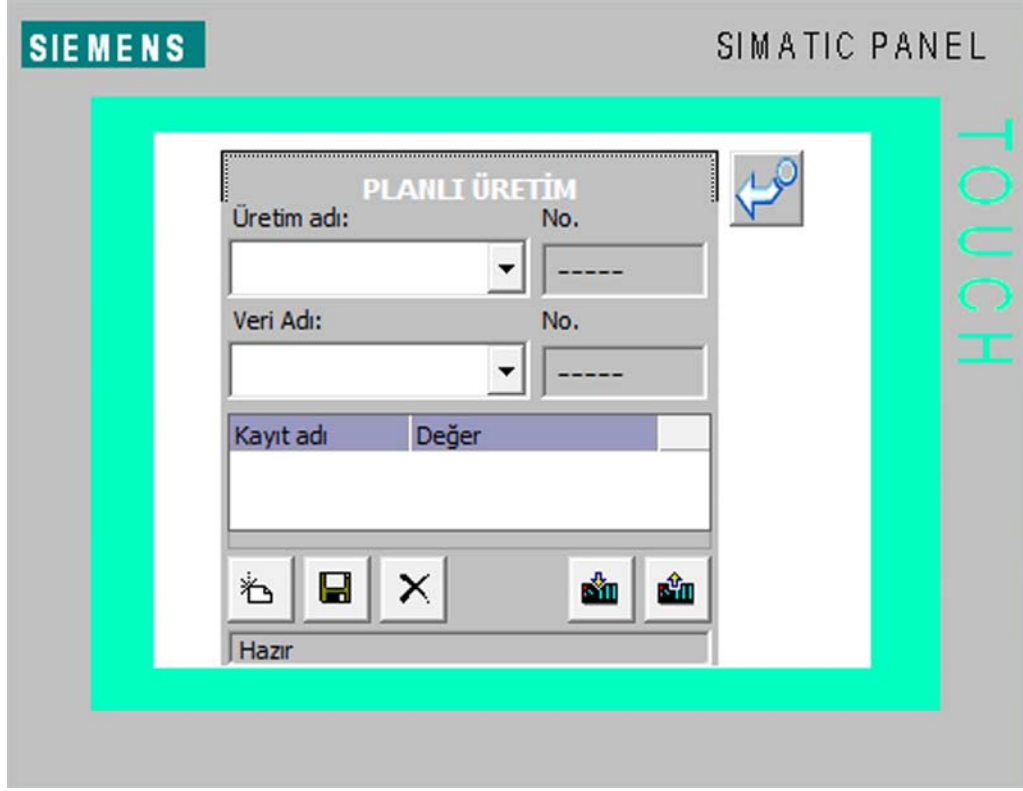 SIEMENS
SIMATIC PANEL
TOUCH
PLANLI ÜRETİM
Üretim adı:
No.
-----
Veri Adı:
No.
-----
Kayıt adı
Değer
Hazır